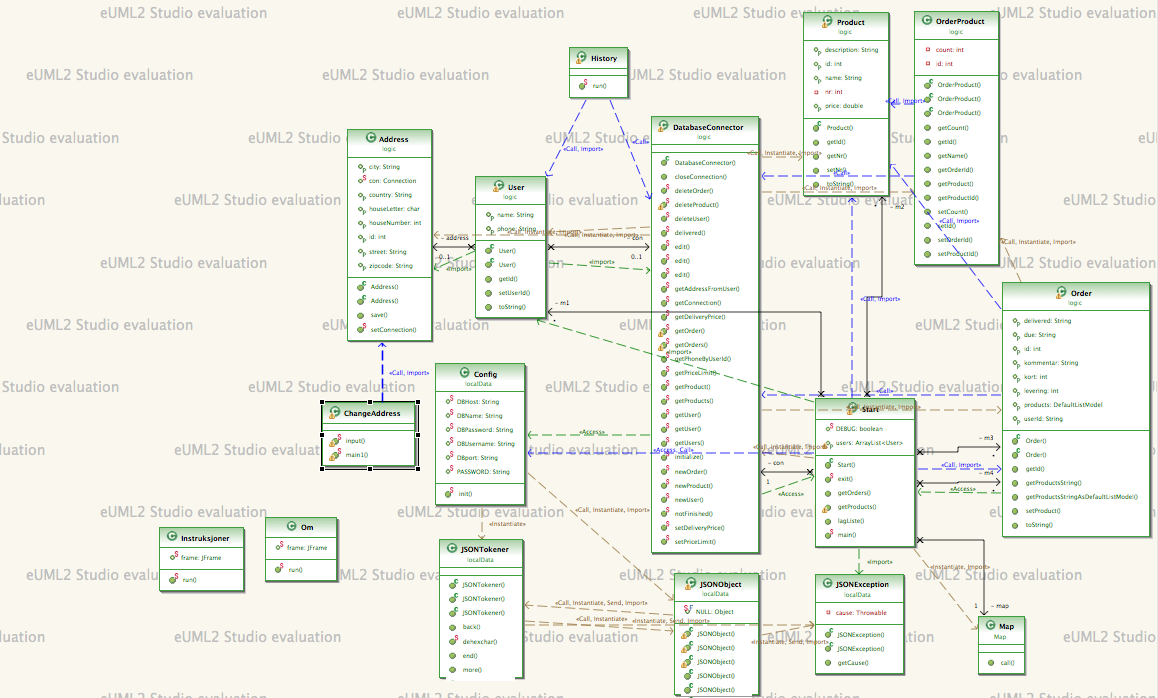 eUML2 Studio evaluation
Product
logic
description: String
id: int
name: String
nr: int
price: double
Product()
getId()
getNr()
setNr()
toString()
OrderProduct
logic
count: int
id: int
OrderProduct()
OrderProduct()
OrderProduct()
getCount()
getId()
getName()
getOrderId()
getProduct()
getProductId()
setCount()
setId()
setOrderId()
setProductId()
History
run()
«Call, Import»
«Call»
Address
logic
city: String
con: Connection
country: String
houseLetter: char
houseNumber: int
id: int
street: String
zipcode: String
Address()
Address()
save()
setConnection()
User
logic
name: String
phone: String
User()
User()
getId()
setUserId()
toString()
~ address
0..1
«Import»
~ con
0..1
«Import»
~ m1
DatabaseConnector
logic
DatabaseConnector()
closeConnection()
deleteOrder()
deleteProduct()
deleteUser()
delivered()
edit()
edit()
edit()
getAddressFromUser()
getConnection()
getDeliveryPrice()
getOrder()
getOrders()
getPhoneByUserId()
getPriceLimit()
getProduct()
getProducts()
getUser()
getUser()
getUsers()
initialize()
newOrder()
newProduct()
newUser()
notFinished()
setDeliveryPrice()
setPriceLimit()
«Call, Instantiate, Import»
«Call, Import»
~ m2
Order
logic
delivered: String
due: String
id: int
kommentar: String
kort: int
levering: int
products: DefaultListModel
userId: String
Order()
Order()
getId()
getProductsString()
getProductsStringAsDefaultListModel()
setProduct()
toString()
ChangeAddress
input()
main1()
«Call, Import»
Config
localData
DBHost: String
DBName: String
DBPassword: String
DBUsername: String
DBport: String
PASSWORD: String
init()
«Access»
«Access, Call»
Start
DEBUG: boolean
users: ArrayList<User>
Start()
exit()
getOrders()
getProducts()
lagListe()
main()
~ con
1
«Access»
~ m3
«Call, Import»
~ m4
«Access»
Instruksjoner
frame: JFrame
run()
Om
frame: JFrame
run()
«Instantiate»
«Call, Instantiate, Import»
JSONTokener
localData
JSONTokener()
JSONTokener()
JSONTokener()
back()
dehexchar()
end()
more()
«Call, Instantiate, Send, Import»
«Call, Instantiate»
«Instantiate, Send, Import»
JSONObject
localData
NULL: Object
JSONObject()
JSONObject()
JSONObject()
JSONObject()
JSONObject()
«Import»
JSONException
localData
cause: Throwable
JSONException()
JSONException()
getCause()
«Instantiate, Import»
1
~ map
Map
Map
call()